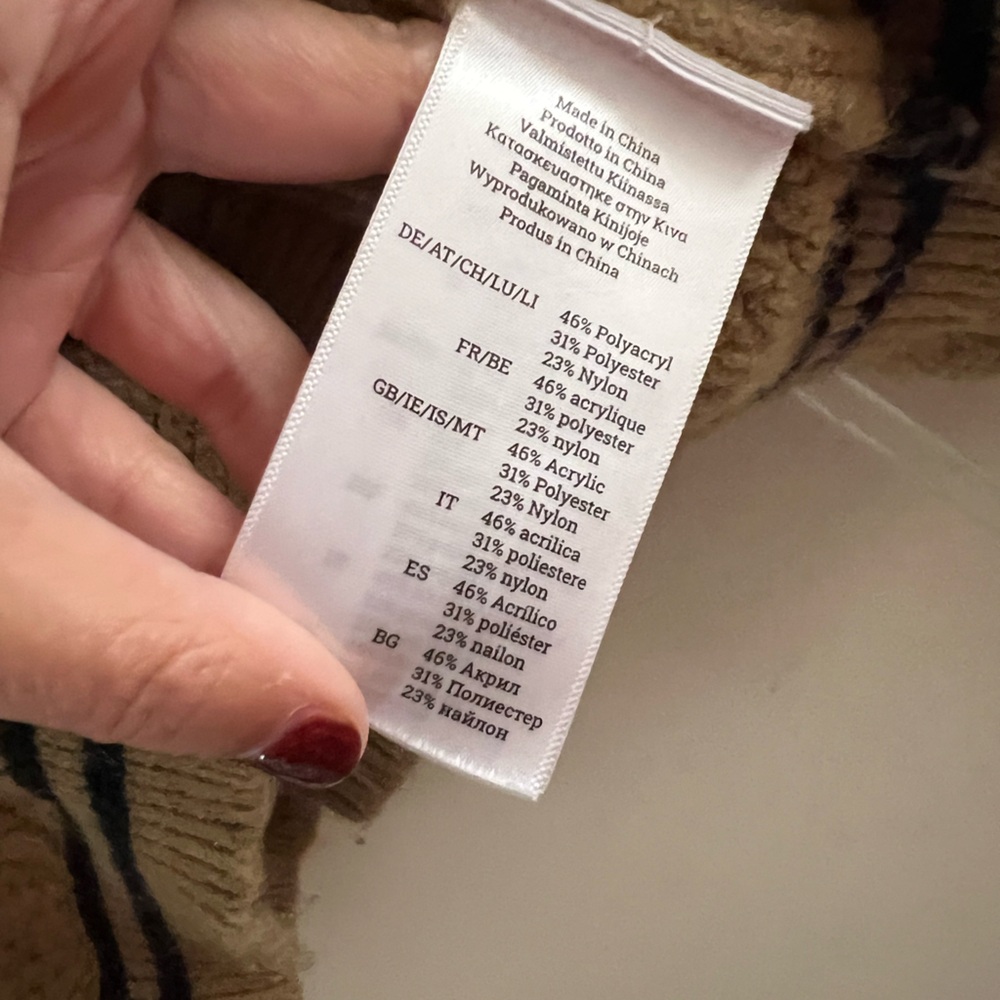 Made in China
Prodotto in China
Valmistettu Kiinassa
Κατασκευαστηκε στην Κινα
Pagaminta Kinijoje
Wyprodukowano w Chinach
Produs in China
DE/AT/CH/LU/LI 46% Polyacryl
31% Polyester
23% Nylon
FR/BE 46% acrylique
31% polyester
23% nylon
GB/IE/IS/MT 46% Acrylic
31% Polyester
23% Nylon
IT 46% acrilica
31% poliestere
23% nylon
ES 46% Acrílico
31% poliéster
23% nailon
BG 46% Акрил
31% Полиестер
23% найлон